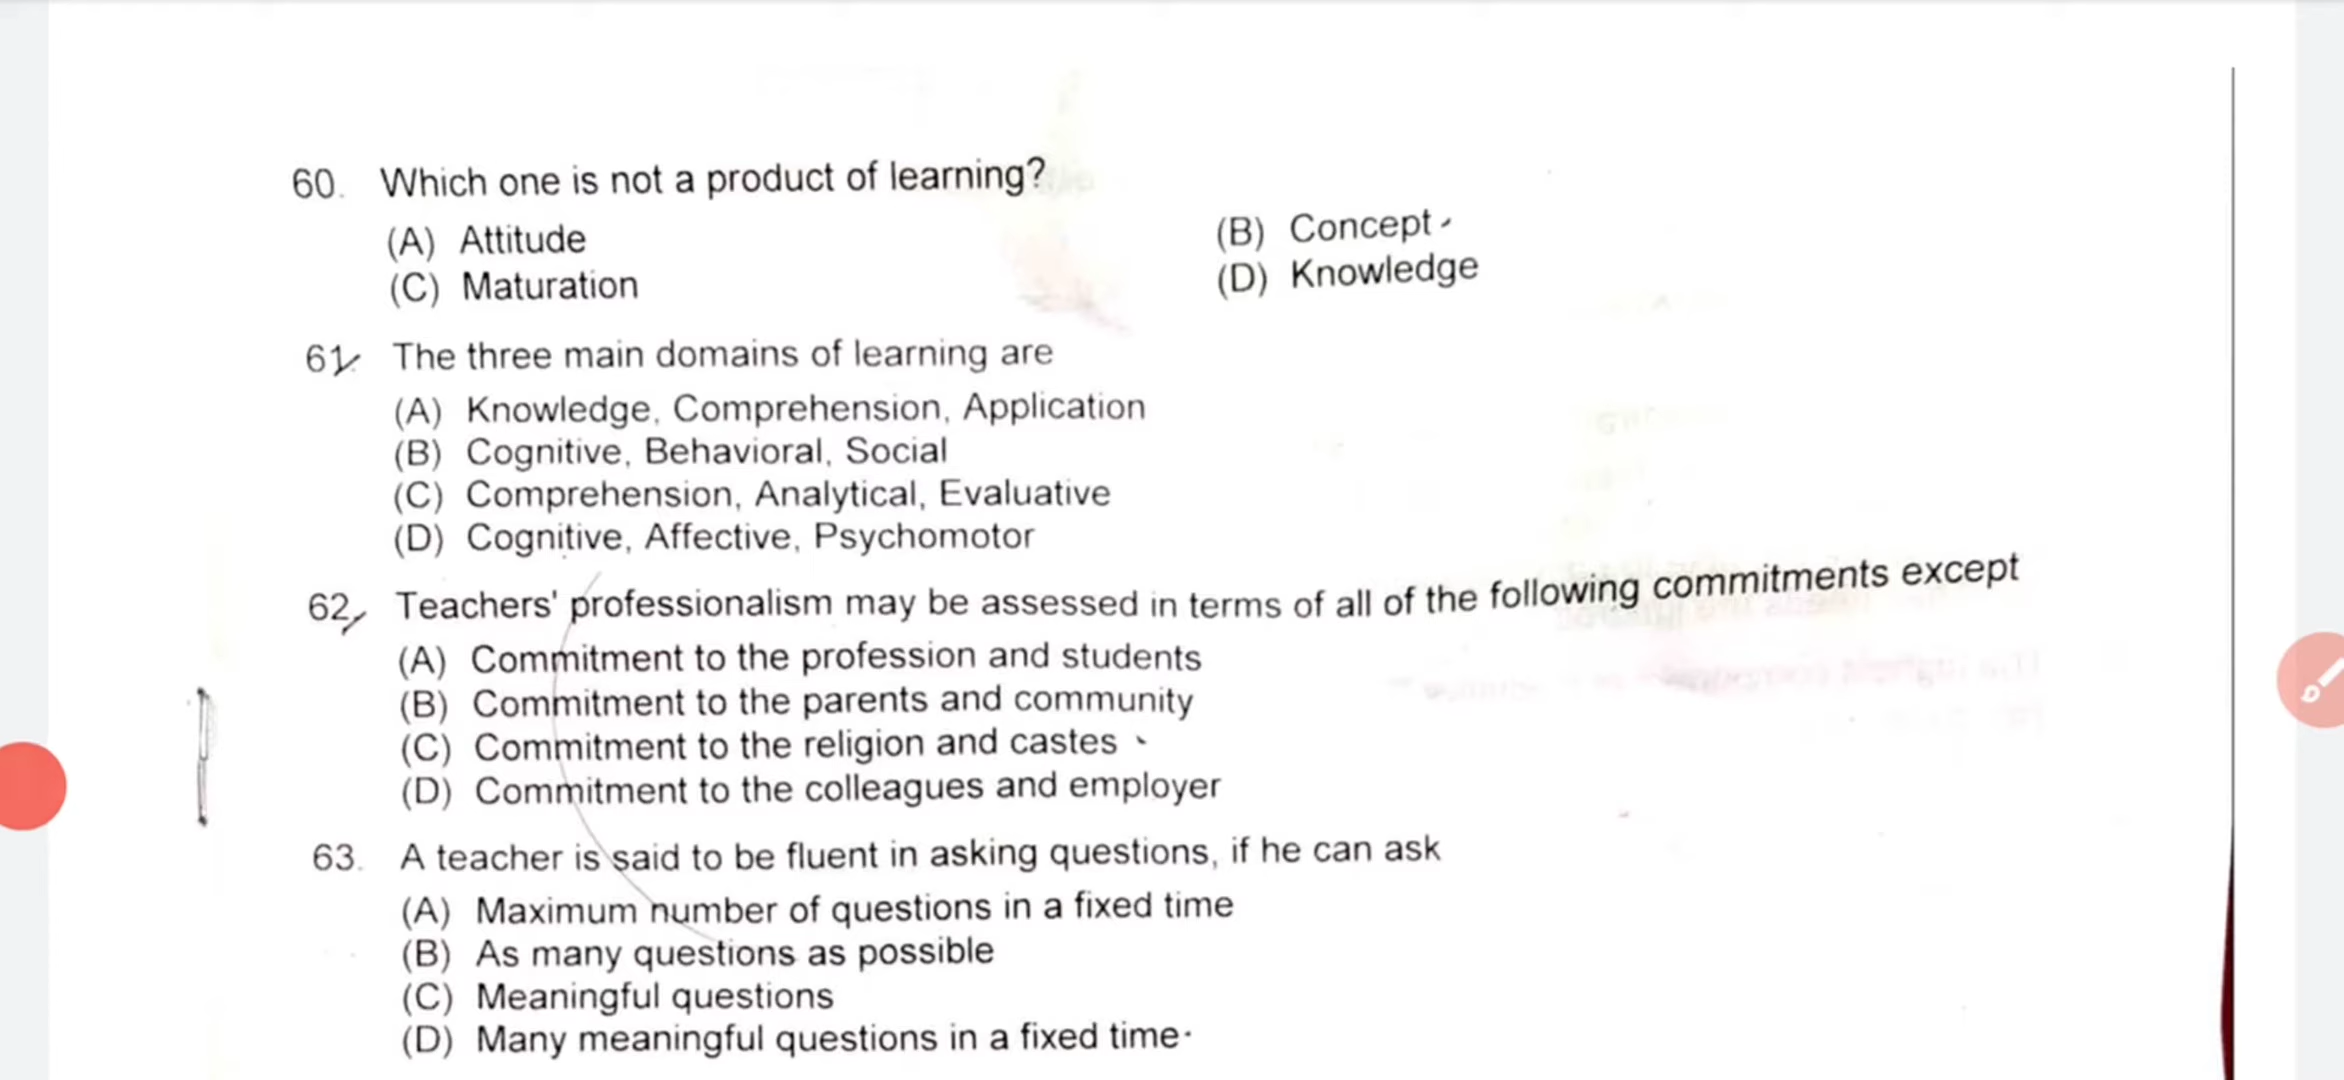 60. Which one is not a product of learning?
(A) Attitude (B) Concept
(C) Maturation (D) Knowledge
61. The three main domains of learning are
(A) Knowledge, Comprehension, Application
(B) Cognitive, Behavioral, Social
(C) Comprehension, Analytical, Evaluative
(D) Cognitive, Affective, Psychomotor
62. Teachers' professionalism may be assessed in terms of all of the following commitments except
(A) Commitment to the profession and students
(B) Commitment to the parents and community
(C) Commitment to the religion and castes
(D) Commitment to the colleagues and employer
63. A teacher is said to be fluent in asking questions, if he can ask
(A) Maximum number of questions in a fixed time
(B) As many questions as possible
(C) Meaningful questions
(D) Many meaningful questions in a fixed time